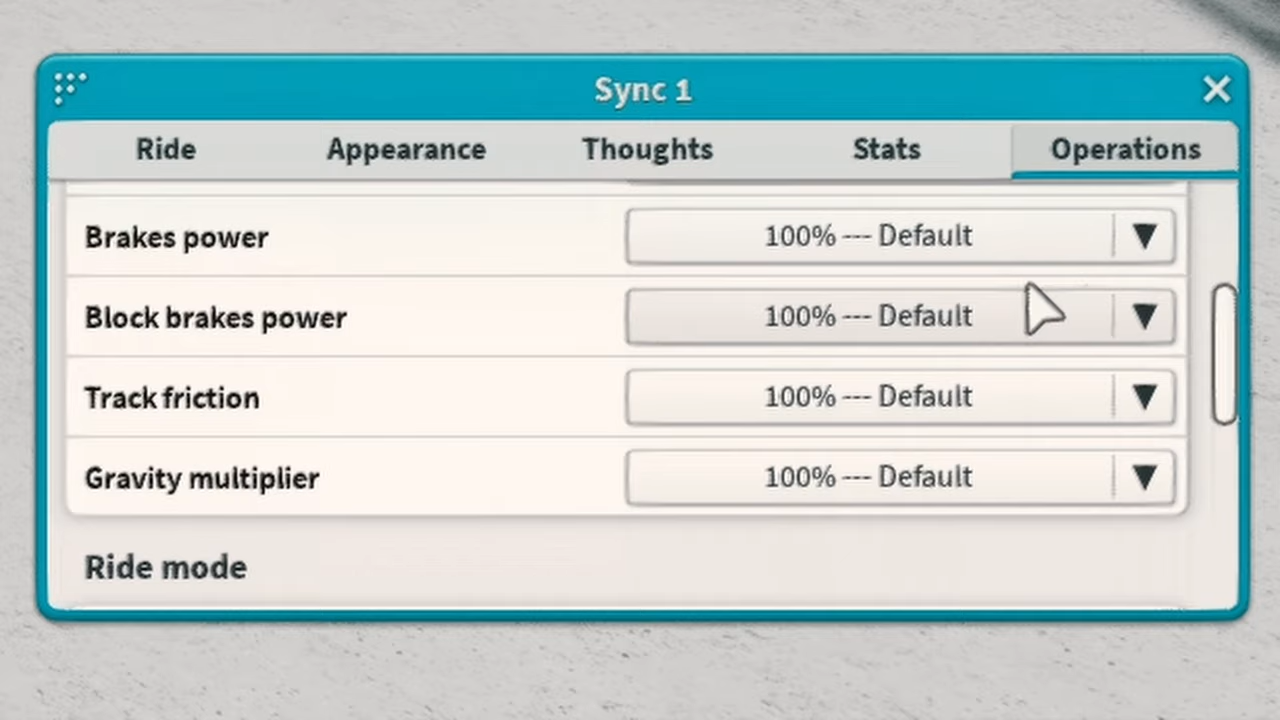 Sync 1
Ride Appearance Thoughts Stats Operations
Brakes power 100% --- Default
Block brakes power 100% --- Default
Track friction 100% --- Default
Gravity multiplier 100% --- Default
Ride mode